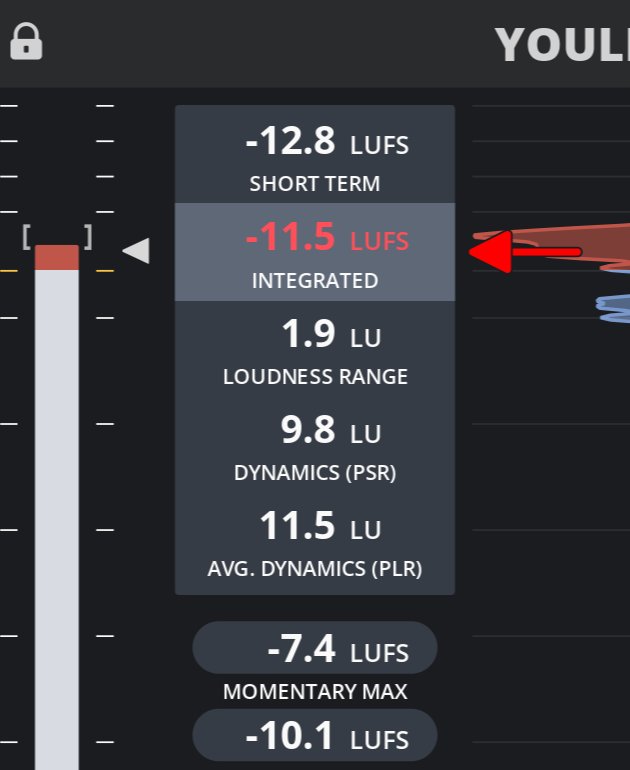 YOUL
-12.8 LUFS
SHORT TERM
-11.5 LUFS
INTEGRATED
1.9 LU
LOUDNESS RANGE
9.8 LU
DYNAMICS (PSR)
11.5 LU
AVG. DYNAMICS (PLR)
-7.4 LUFS
MOMENTARY MAX
-10.1 LUFS